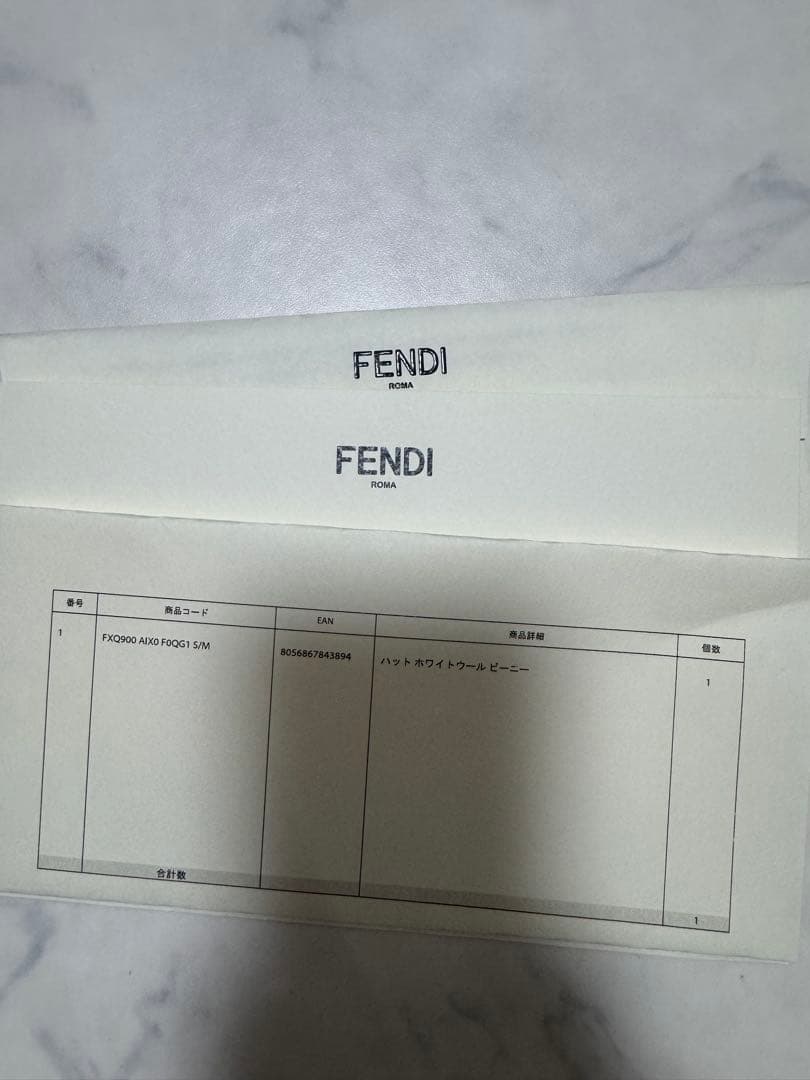 FENDI
ROMA
FENDI
ROMA
番号 商品コード EAN 商品詳細 個数
1 FXQ900 AIX0 F0QG1 S/M 8056867843894 ハット ホワイトウール ビーニー 1
合計数 1